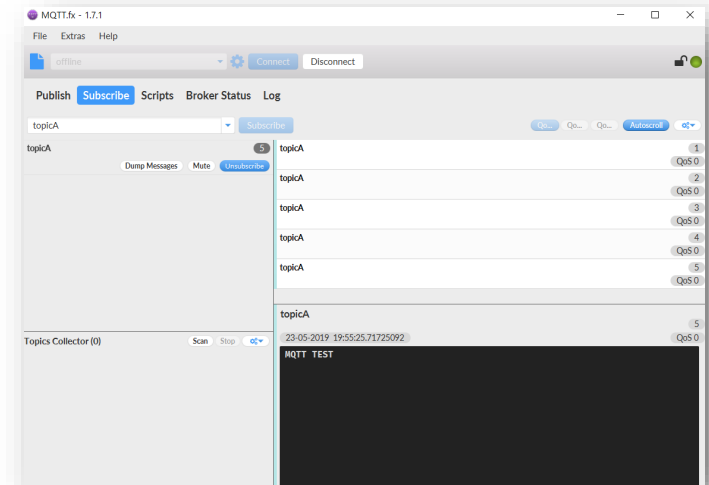 MQTT.fx - 1.7.1
File Extras Help
offline Connect Disconnect
Publish Subscribe Scripts Broker Status Log
topicA Subscribe Qo... Qo... Qo... Autoscroll
topicA 5
Dump Messages Mute Unsubscribe
topicA 1
QoS 0
topicA 2
QoS 0
topicA 3
QoS 0
topicA 4
QoS 0
topicA 5
QoS 0
Topics Collector (0) Scan Stop
topicA 5
23-05-2019 19:55:25.71725092 QoS 0
MQTT TEST